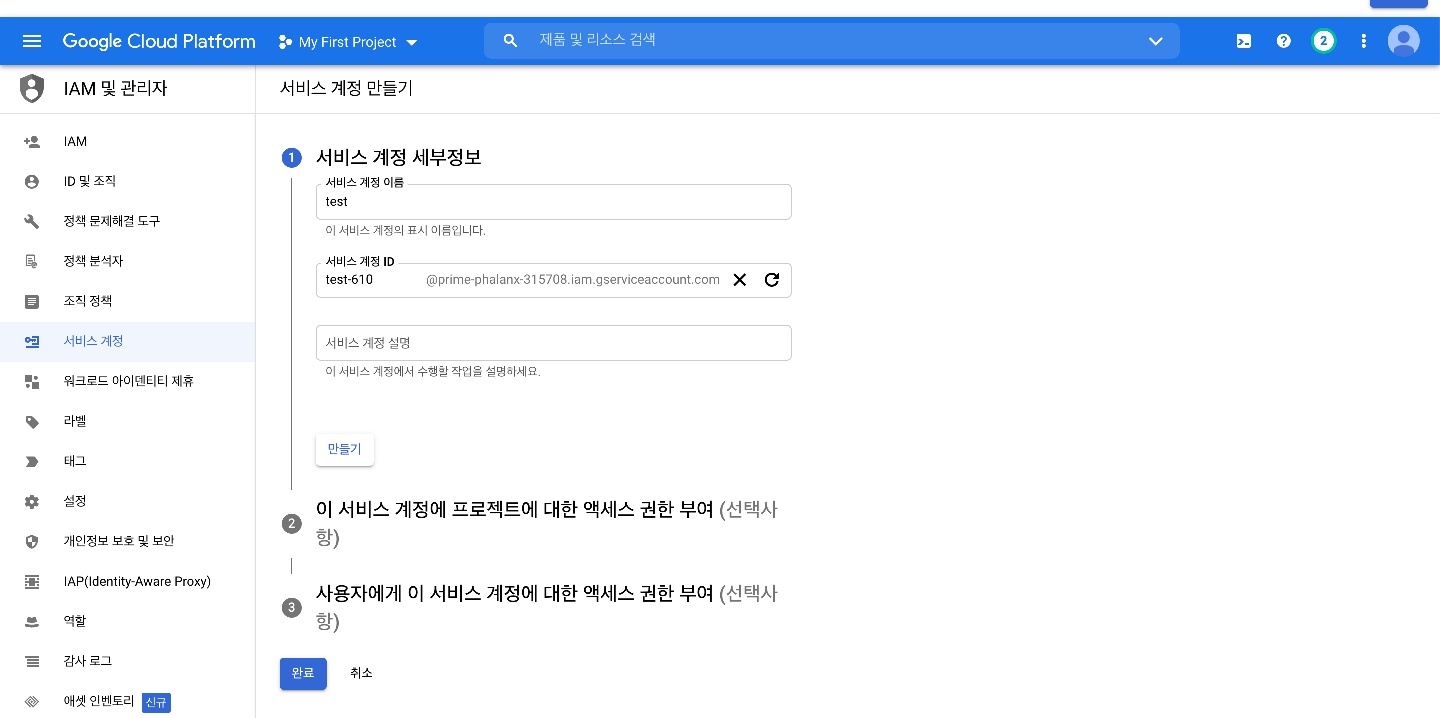 Google Cloud Platform
My First Project
제품 및 리소스 검색
2
IAM 및 관리자
서비스 계정 만들기
IAM
ID 및 조직
정책 문제해결 도구
정책 분석자
조직 정책
서비스 계정
워크로드 아이덴티티 제휴
라벨
태그
설정
개인정보 보호 및 보안
IAP(Identity-Aware Proxy)
역할
감사 로그
애셋 인벤토리 신규
1 서비스 계정 세부정보
서비스 계정 이름
test
이 서비스 계정의 표시 이름입니다.
서비스 계정 ID
test-610 @prime-phalanx-315708.iam.gserviceaccount.com
서비스 계정 설명
이 서비스 계정에서 수행할 작업을 설명하세요.
만들기
2 이 서비스 계정에 프로젝트에 대한 액세스 권한 부여 (선택사
항)
3 사용자에게 이 서비스 계정에 대한 액세스 권한 부여 (선택사
항)
완료 취소